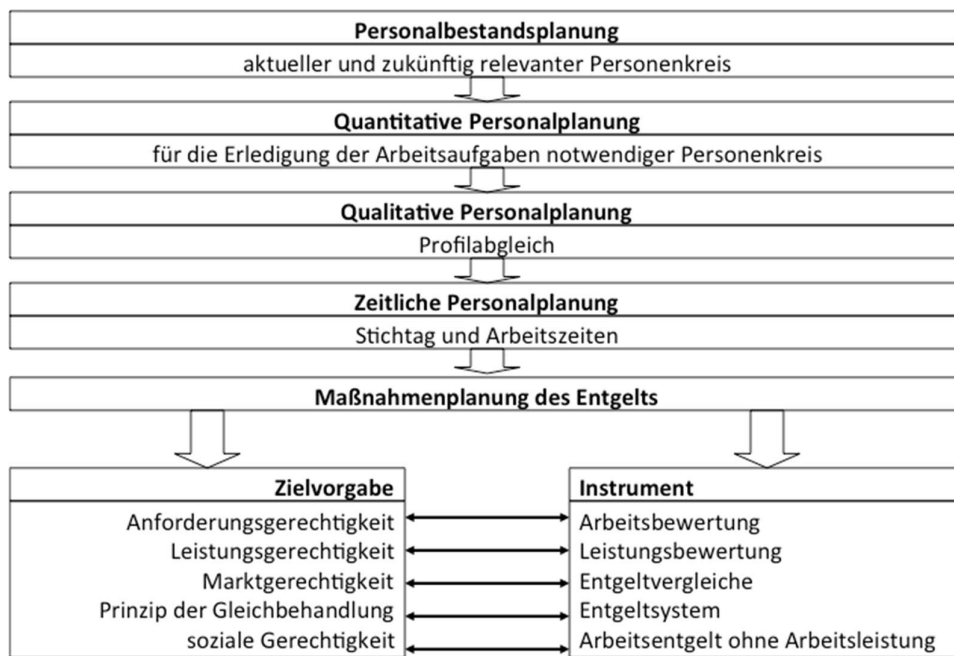 Personalbestandsplanung
aktueller und zukünftig relevanter Personenkreis
Quantitative Personalplanung
für die Erledigung der Arbeitsaufgaben notwendiger Personenkreis
Qualitative Personalplanung
Profilabgleich
Zeitliche Personalplanung
Stichtag und Arbeitszeiten
Maßnahmenplanung des Entgelts
Zielvorgabe
Anforderungsgerechtigkeit
Leistungsgerechtigkeit
Marktgerechtigkeit
Prinzip der Gleichbehandlung
soziale Gerechtigkeit
Instrument
Arbeitsbewertung
Leistungsbewertung
Entgeltvergleiche
Entgeltsystem
Arbeitsentgelt ohne Arbeitsleistung